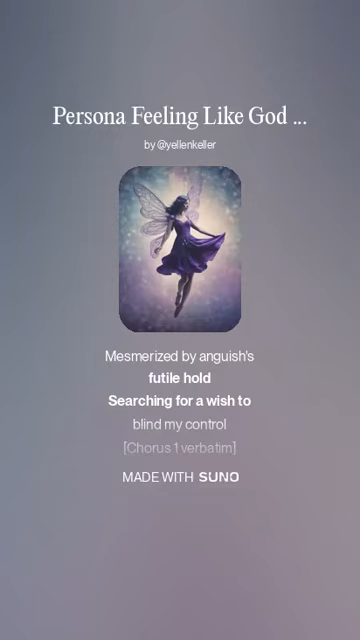 Persona Feeling Like God ...
by @yellenkeller
Mesmerized by anguish's
futile hold
Searching for a wish to
blind my control
[Chorus 1 verbatim]
MADE WITH SUNO